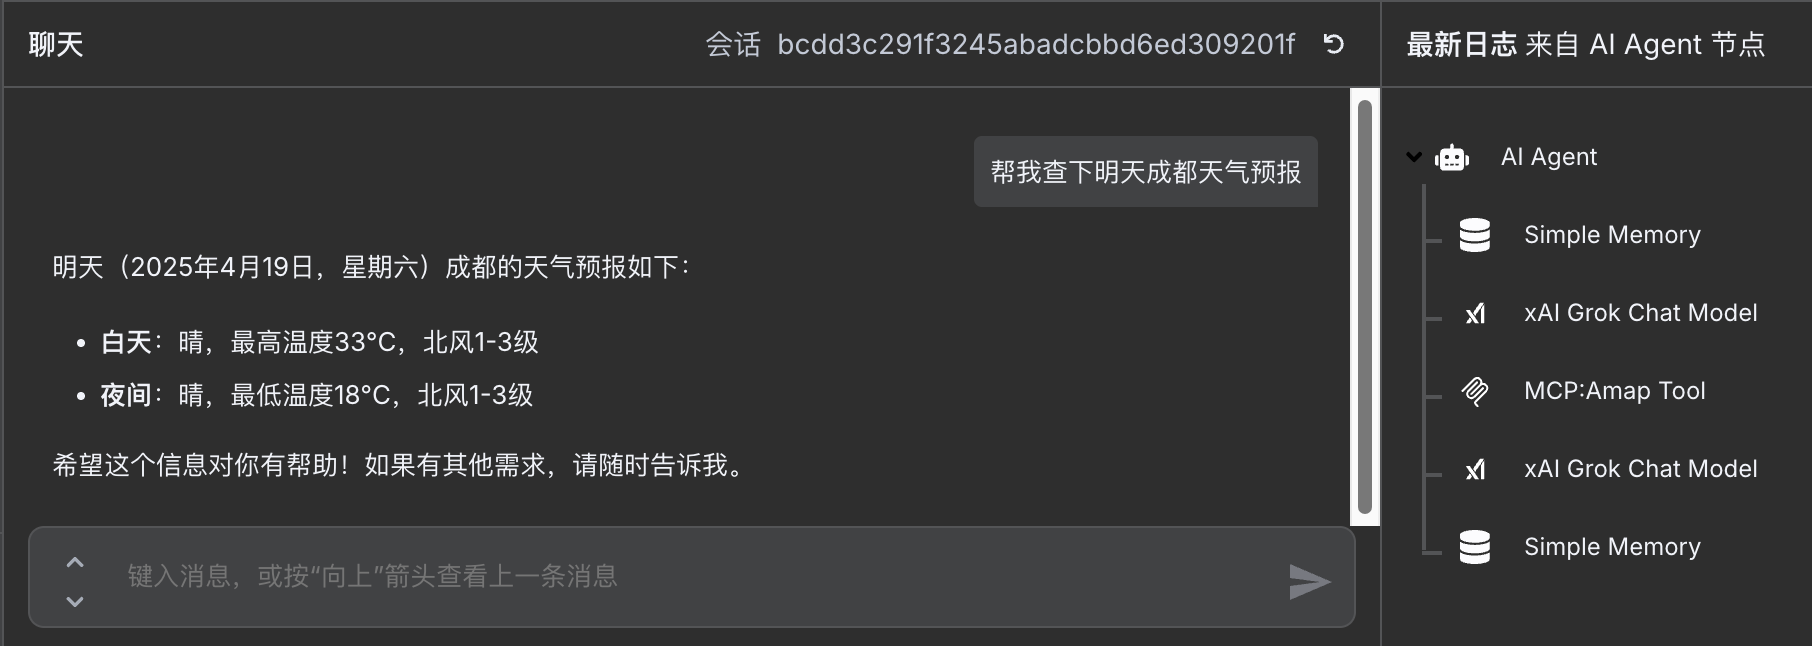 聊天
会话 bcdd3c291f3245abadcbbd6ed309201f
最新日志 来自 AI Agent 节点
帮我查下明天成都天气预报
明天（2025年4月19日，星期六）成都的天气预报如下：
• 白天：晴，最高温度33°C，北风1-3级
• 夜间：晴，最低温度18°C，北风1-3级
希望这个信息对你有帮助！如果有其他需求，请随时告诉我。
键入消息，或按“向上”箭头查看上一条消息
AI Agent
Simple Memory
xAI Grok Chat Model
MCP:Amap Tool
xAI Grok Chat Model
Simple Memory